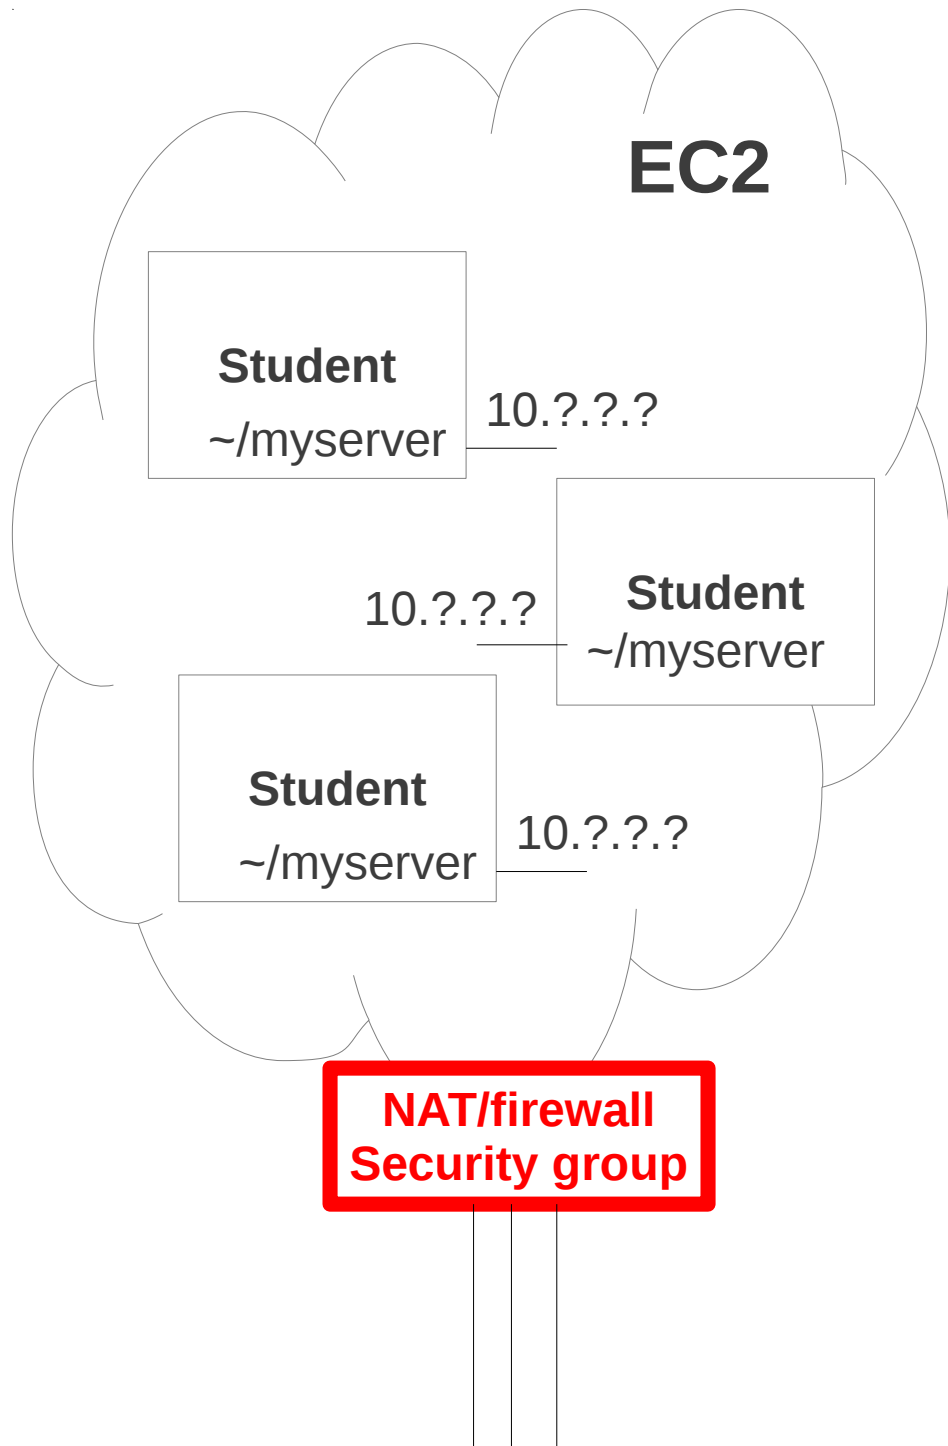 EC2
Student
~/myserver
10.?.?.?
10.?.?.?
Student
~/myserver
Student
~/myserver
10.?.?.?
NAT/firewall
Security group